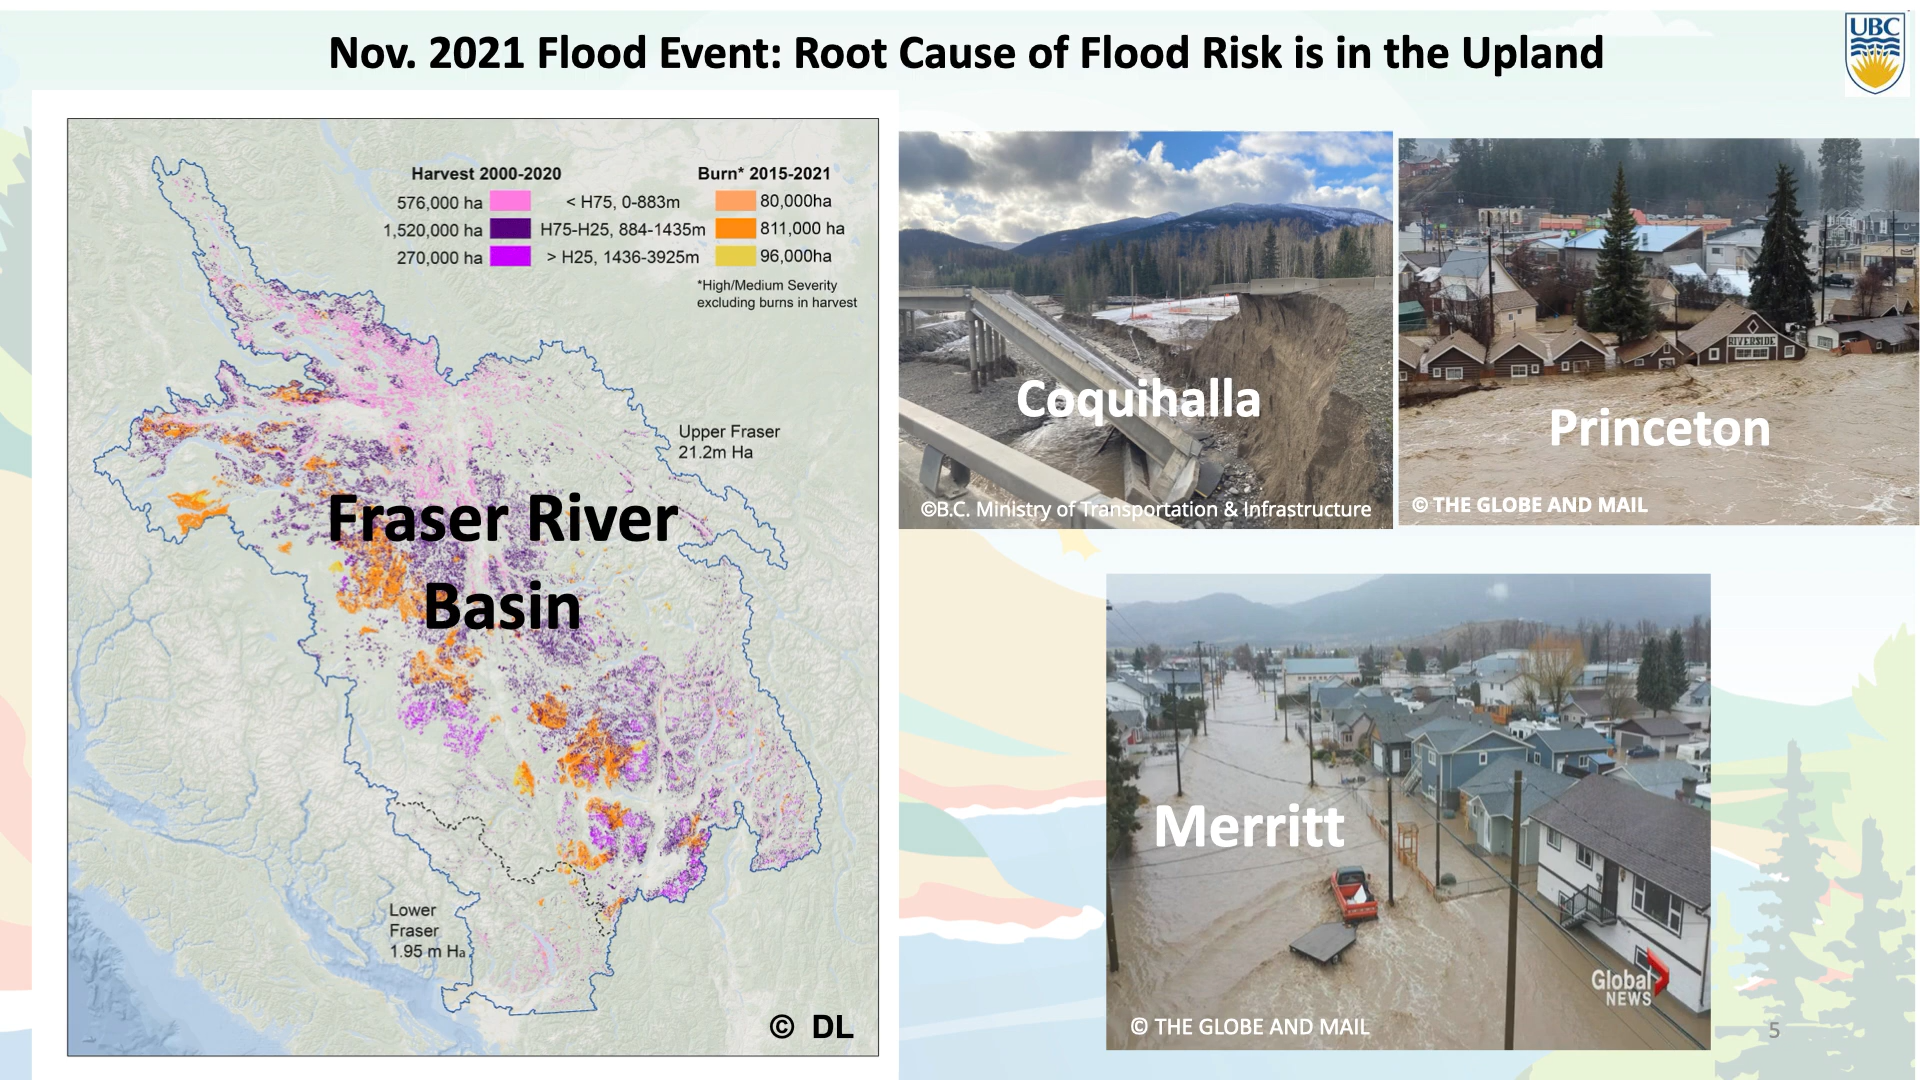 Nov. 2021 Flood Event: Root Cause of Flood Risk is in the Upland
UBC
Harvest 2000-2020 Burn* 2015-2021
576,000 ha < H75, 0-883m 80,000ha
1,520,000 ha H75-H25, 884-1435m 811,000 ha
270,000 ha > H25, 1436-3925m 96,000ha
*High/Medium Severity
excluding burns in harvest
Upper Fraser
21.2m Ha
Fraser River
Basin
Lower
Fraser
1.95 m Ha
© DL
Coquihalla
©B.C. Ministry of Transportation & Infrastructure
RIVERSIDE
Princeton
© THE GLOBE AND MAIL
Merritt
Global
NEWS
© THE GLOBE AND MAIL
5